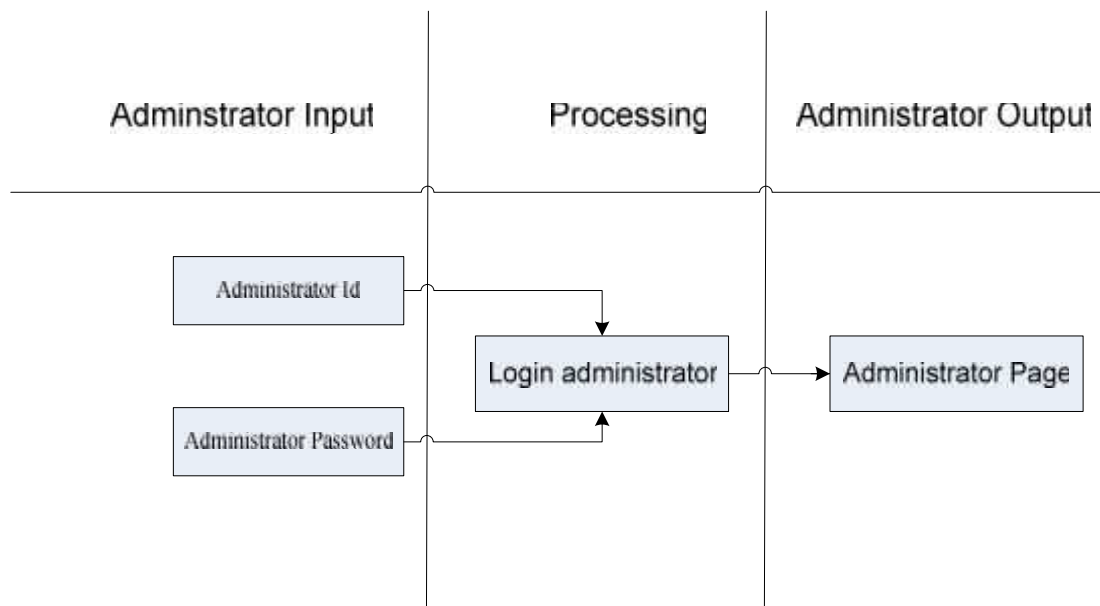 Adminstrator Input
Processing
Administrator Output
Administrator Id
Login administrator
Administrator Page
Administrator Password